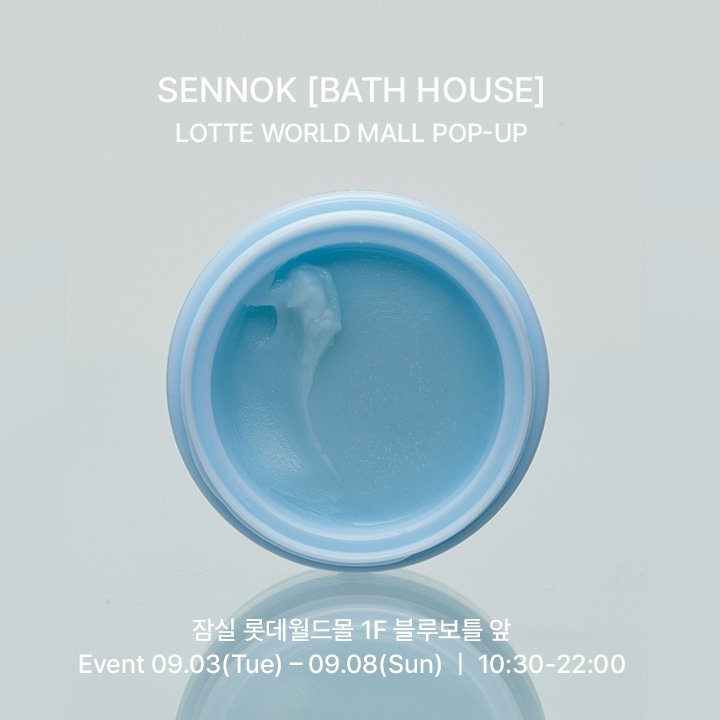 SENNOK [BATH HOUSE]
LOTTE WORLD MALL POP-UP
잠실 롯데월드몰 1F 블루보틀 앞
Event 09.03(Tue) – 09.08(Sun) | 10:30-22:00